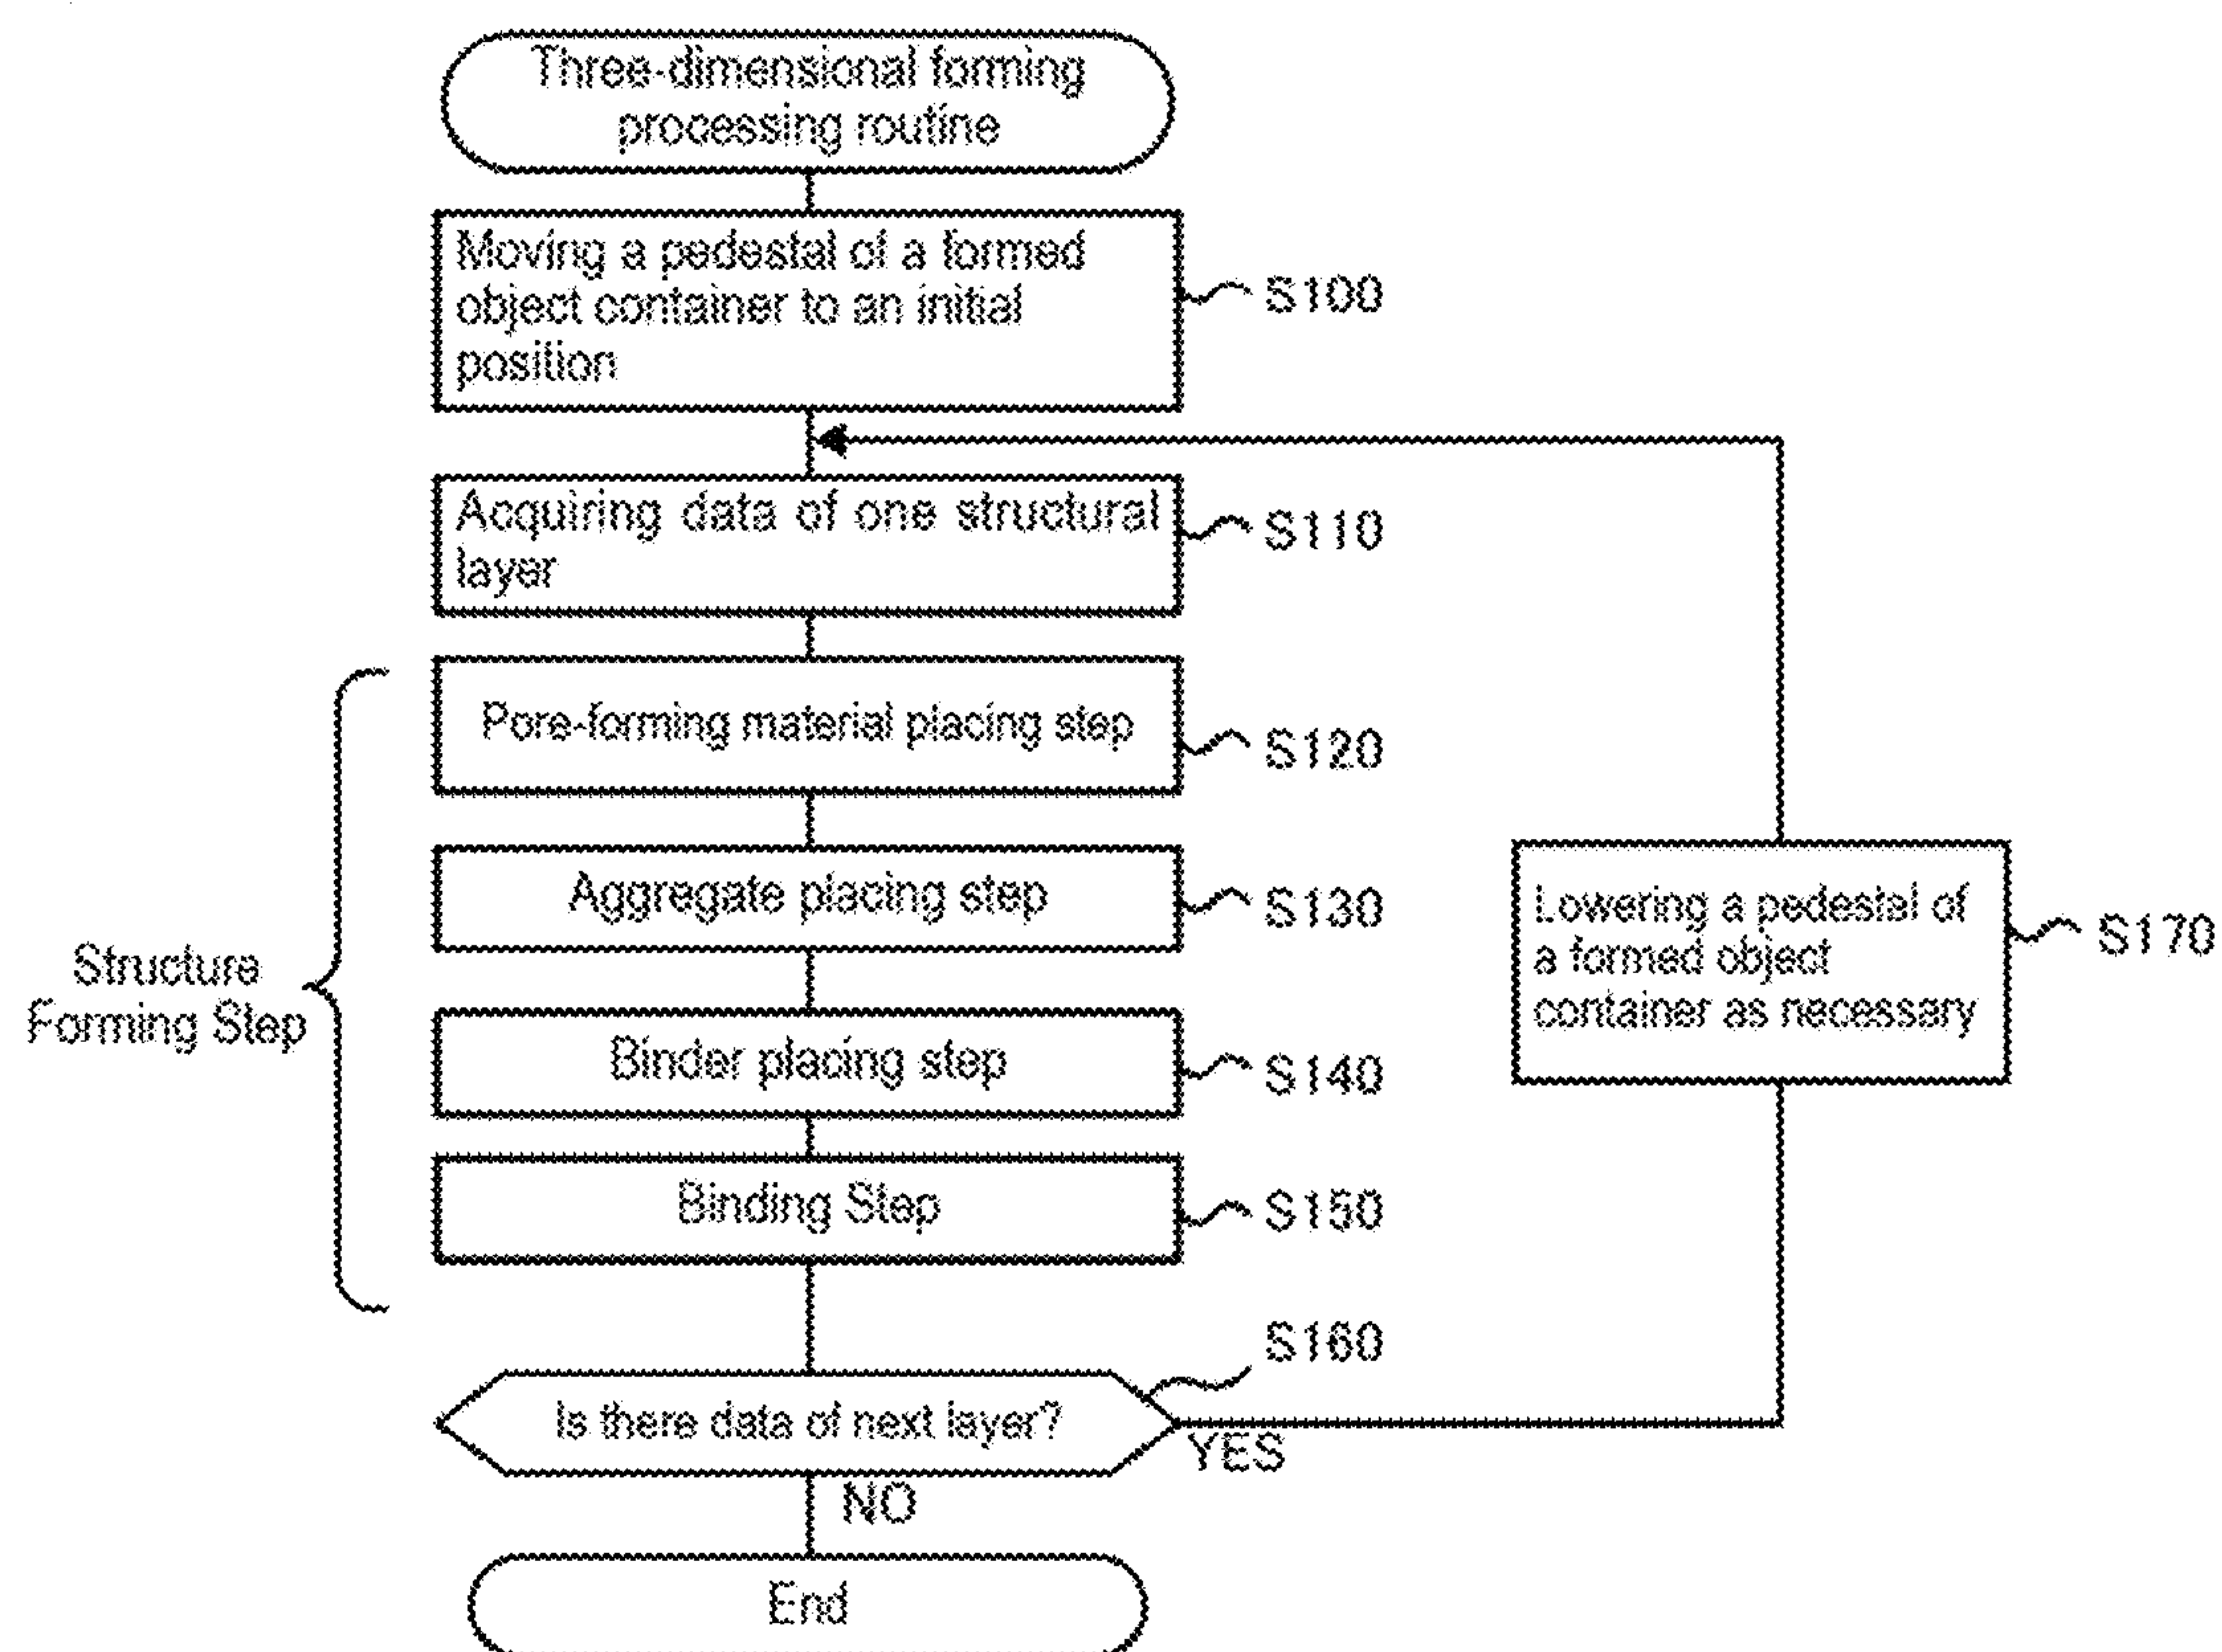 Three-dimensional forming
processing routine
Moving a pedestal of a formed
object container to an initial
position
S100
Acquiring data of one structural
layer
S110
Pore-forming material placing step
S120
Aggregate placing step
S130
Structure
Forming Step
Binder placing step
S140
Lowering a pedestal of
a formed object
container as necessary
S170
Binding Step
S150
S160
Is there data of next layer?
YES
NO
End